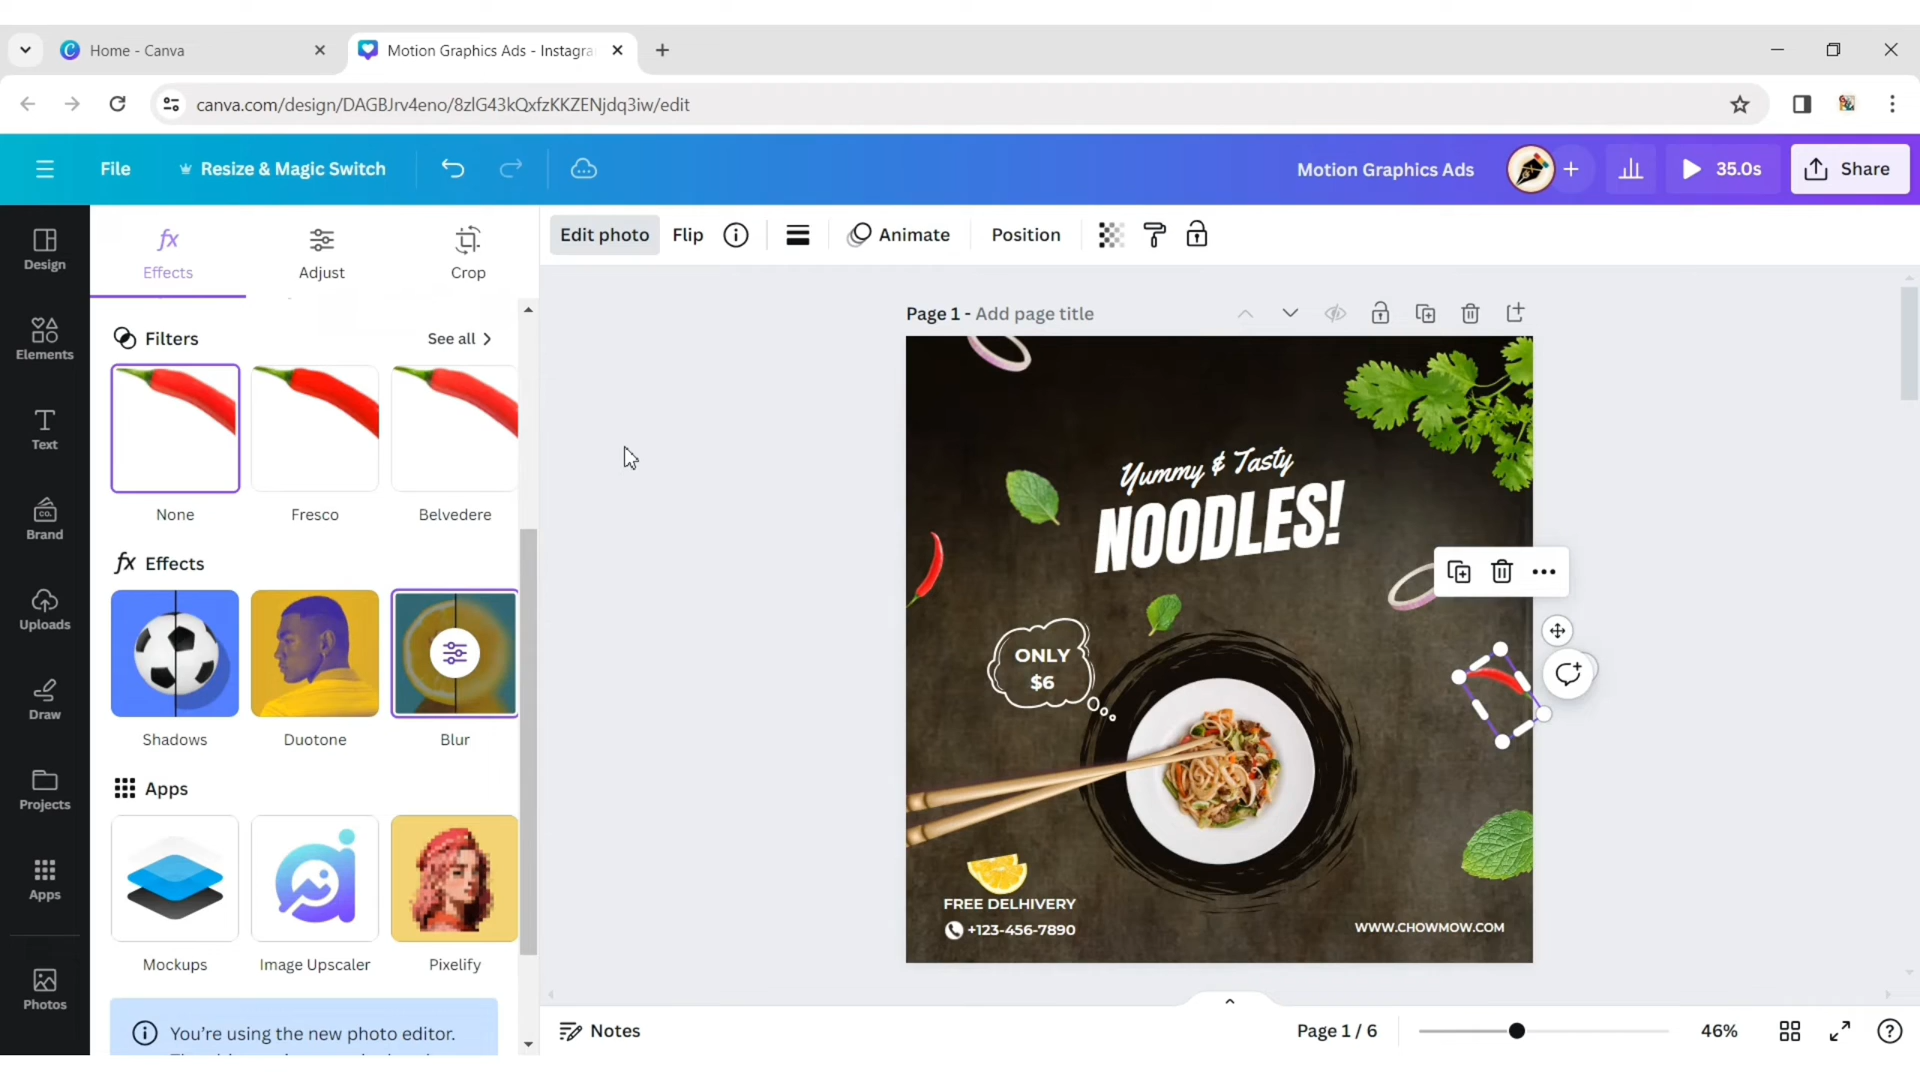 Home - Canva
Motion Graphics Ads - Instagra
canva.com/design/DAGBJrv4eno/8zlG43kQxfzKKZENjdq3iw/edit
File
Resize & Magic Switch
Motion Graphics Ads
35.0s
Share
Design
Elements
Text
Brand
CO.
Uploads
Draw
Projects
Apps
Photos
fx
Effects
Adjust
Crop
Filters
See all
None
Fresco
Belvedere
fx Effects
Shadows
Duotone
Blur
Apps
Mockups
Image Upscaler
Pixelify
You're using the new photo editor.
Edit photo
Flip
Animate
Position
Page 1 - Add page title
Yummy & Tasty
NOODLES!
ONLY
$6
FREE DELHIVERY
+123-456-7890
WWW.CHOWMOW.COM
Notes
Page 1 / 6
46%